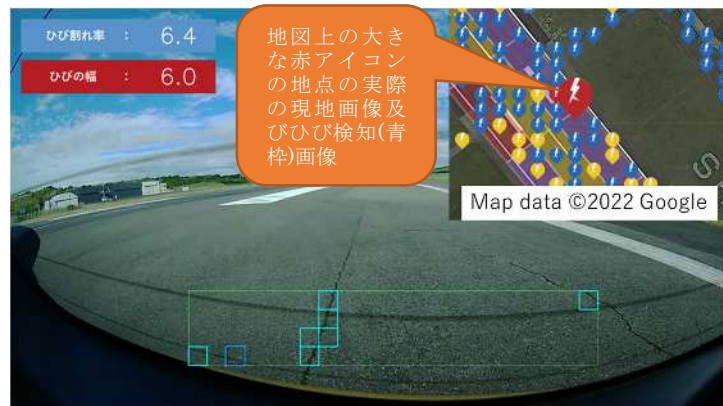 ひび割れ率 : 6.4
ひびの幅 : 6.0
地図上の大き
な赤アイコン
の地点の実際
の現地画像及
びひび検知(青
枠)画像
S
Map data ©2022 Google